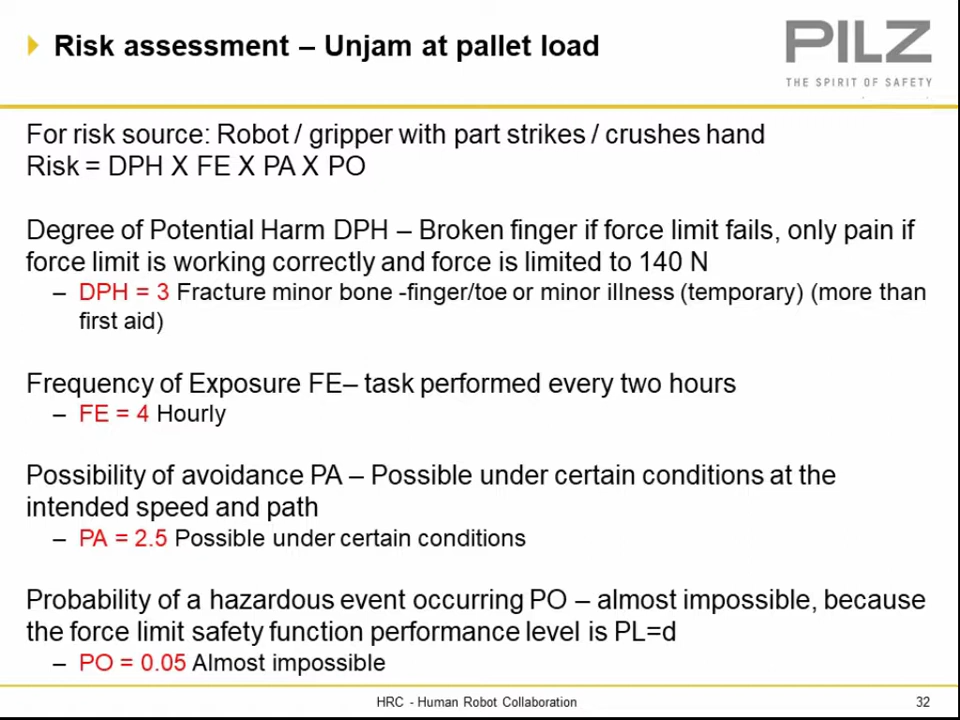 Risk assessment – Unjam at pallet load
PILZ
THE SPIRIT OF SAFETY
For risk source: Robot / gripper with part strikes / crushes hand
Risk = DPH X FE X PA X PO
Degree of Potential Harm DPH – Broken finger if force limit fails, only pain if
force limit is working correctly and force is limited to 140 N
– DPH = 3 Fracture minor bone -finger/toe or minor illness (temporary) (more than
first aid)
Frequency of Exposure FE– task performed every two hours
– FE = 4 Hourly
Possibility of avoidance PA – Possible under certain conditions at the
intended speed and path
– PA = 2.5 Possible under certain conditions
Probability of a hazardous event occurring PO – almost impossible, because
the force limit safety function performance level is PL=d
– PO = 0.05 Almost impossible
HRC - Human Robot Collaboration
32